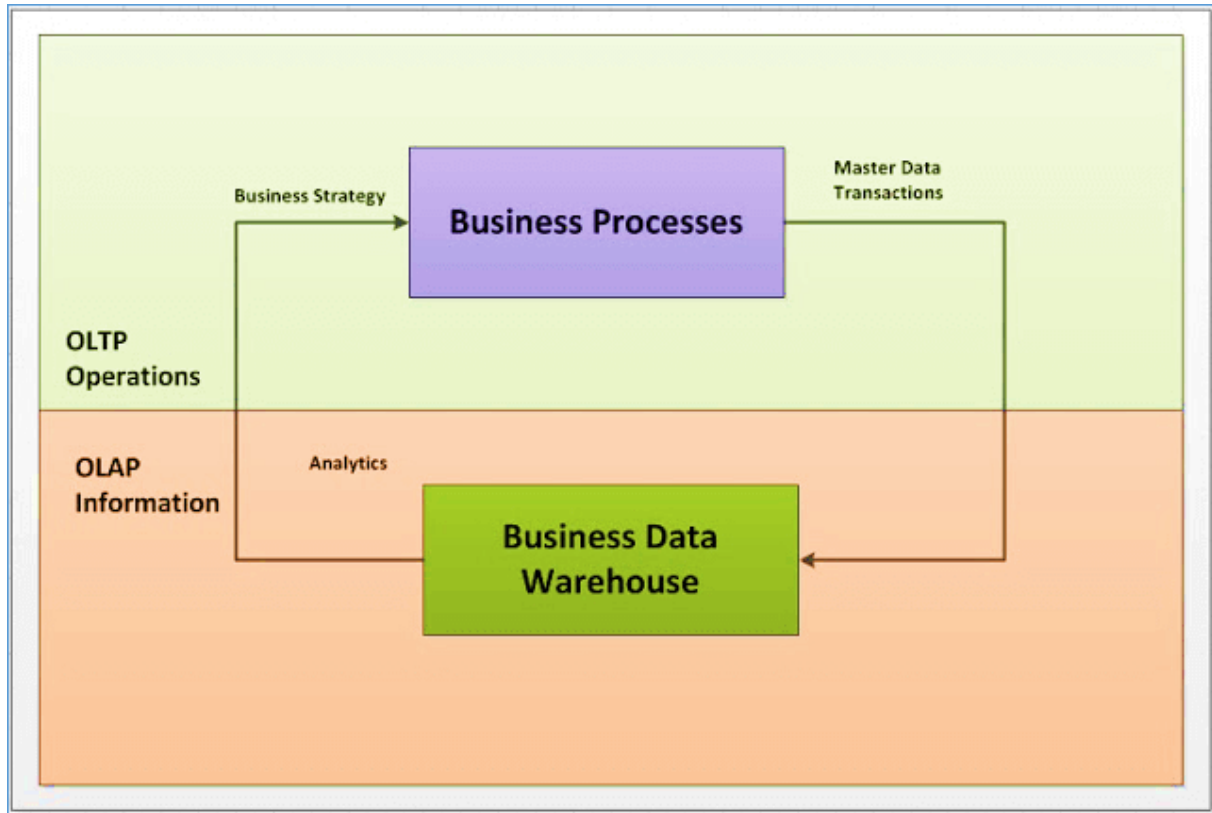 Business Strategy
Business Processes
Master Data
Transactions
OLTP
Operations
OLAP
Information
Analytics
Business Data
Warehouse